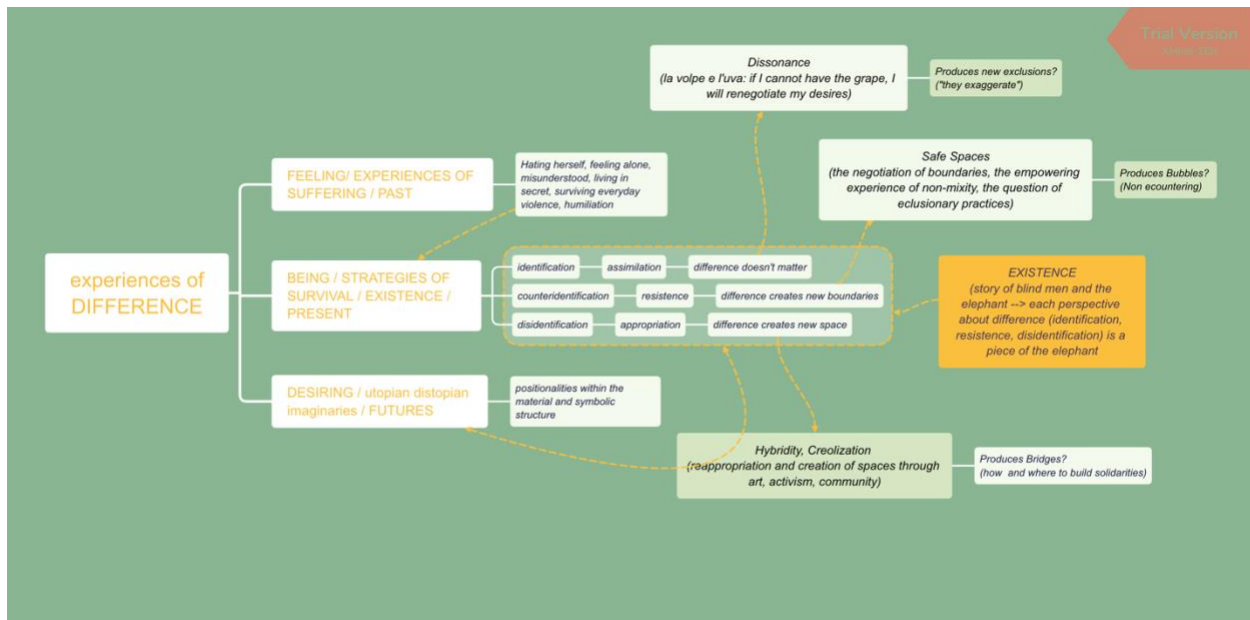 Trial Version
Dissonance
(la volpe e l'uva: if I cannot have the grape, I
will renegotiate my desires)
Produces new exclusions?
("they exaggerate")
Safe Spaces
(the negotiation of boundaries, the empowering
experience of non-mixity, the question of
eclusionary practices)
Produces Bubbles?
(Non ecountering)
FEELING/ EXPERIENCES OF
SUFFERING / PAST
Hating herself, feeling alone,
misunderstood, living in
secret, surviving everyday
violence, humiliation
experiences of
DIFFERENCE
BEING / STRATEGIES OF
SURVIVAL / EXISTENCE /
PRESENT
identification
assimilation
difference doesn't matter
counteridentification
resistence
difference creates new boundaries
disidentification
appropriation
difference creates new space
EXISTENCE
(story of blind men and the
elephant --> each perspective
about difference (identification,
resistence, disidentification) is a
piece of the elephant
DESIRING / utopian distopian
imaginaries / FUTURES
positionalities within the
material and symbolic
structure
Hybridity, Creolization
(reappropriation and creation of spaces through
art, activism, community)
Produces Bridges?
(how and where to build solidarities)